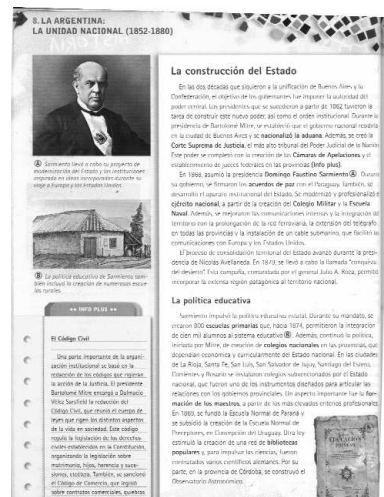 8. LA ARGENTINA:
LA UNIDAD NACIONAL (1852-1880)
A Sarmiento llevó a cabo su proyecto de
modernización del Estado y las instituciones
inspirado en ideas incorporadas durante su
viaje a Europa y los Estados Unidos.
B La política educativa de Sarmiento tam-
bién incluyó la creación de numerosas escue-
las rurales.
INFO PLUS
El Código Civil
Una parte importante de la organi-
zación institucional se basó en la
redacción de los códigos que rigieran
la acción de la Justicia. El presidente
Bartolomé Mitre encargó a Dalmacio
Vélez Sarsfield la redacción del
Código Civil, que reunía el cuerpo de
leyes que rigen los distintos aspectos
de la vida en sociedad. Este código
regula la legislación de los derechos
civiles establecidos en la Constitución,
organizando la legislación sobre
matrimonio, hijos, herencia y suce-
siones, etcétera. También, se sancionó
el Código de Comercio, que legisló
sobre contratos comerciales, quiebras
La construcción del Estado
En las dos décadas que siguieron a la unificación de Buenos Aires y la
Confederación, el objetivo de los gobernantes fue imponer la autoridad del
poder central. Los presidentes que se sucedieron a partir de 1862 tuvieron la
tarea de construir este nuevo poder, así como el orden institucional. Durante la
presidencia de Bartolomé Mitre, se estableció que el gobierno nacional residiría
en la ciudad de Buenos Aires y se nacionalizó la aduana. Además, se creó la
Corte Suprema de Justicia, el más alto tribunal del Poder Judicial de la Nación.
Este poder se completó con la creación de las Cámaras de Apelaciones y el
establecimiento de jueces federales en las provincias (Info plus).
En 1868, asumió la presidencia Domingo Faustino Sarmiento A. Durante
su gobierno, se firmaron los acuerdos de paz con el Paraguay. También, se
desarrolló el aparato institucional del Estado. Se modernizó y profesionalizó el
ejército nacional, a partir de la creación del Colegio Militar y la Escuela
Naval. Además, se mejoraron las comunicaciones internas y la integración del
territorio con la prolongación de la red ferroviaria, la extensión del telégrafo
en todas las provincias y la instalación de un cable submarino, que facilitó las
comunicaciones con Europa y los Estados Unidos.
El proceso de consolidación territorial del Estado avanzó durante la presi-
dencia de Nicolás Avellaneda. En 1879, se llevó a cabo la llamada "conquista
del desierto". Esta campaña, comandada por el general Julio A. Roca, permitió
incorporar la extensa región patagónica al territorio nacional.
La política educativa
Sarmiento impulsó la política educativa estatal. Durante su mandato, se
crearon 800 escuelas primarias que, hacia 1874, permitieron la integración
de cien mil alumnos al sistema educativo B. Además, continuó la política,
iniciada por Mitre, de creación de colegios nacionales en las provincias, que
dependían económica y curricularmente del Estado nacional. En las ciudades
de La Rioja, Santa Fe, San Luis, San Salvador de Jujuy, Santiago del Estero,
Corrientes y Rosario se instalaron colegios subvencionados por el Estado
nacional, que fueron uno de los instrumentos diseñados para articular las
relaciones con los gobiernos provinciales. Un aspecto importante fue la for-
mación de los maestros, a partir de los más elevados criterios profesionales.
En 1869, se fundó la Escuela Normal de Paraná y
se subsidió la creación de la Escuela Normal de
Preceptores, en Concepción del Uruguay. Otra ley
estimuló la creación de una red de bibliotecas
populares y, para impulsar las ciencias, fueron
contratados varios científicos alemanes. Por su
parte, en la provincia de Córdoba, se construyó el
Observatorio Astronómico.